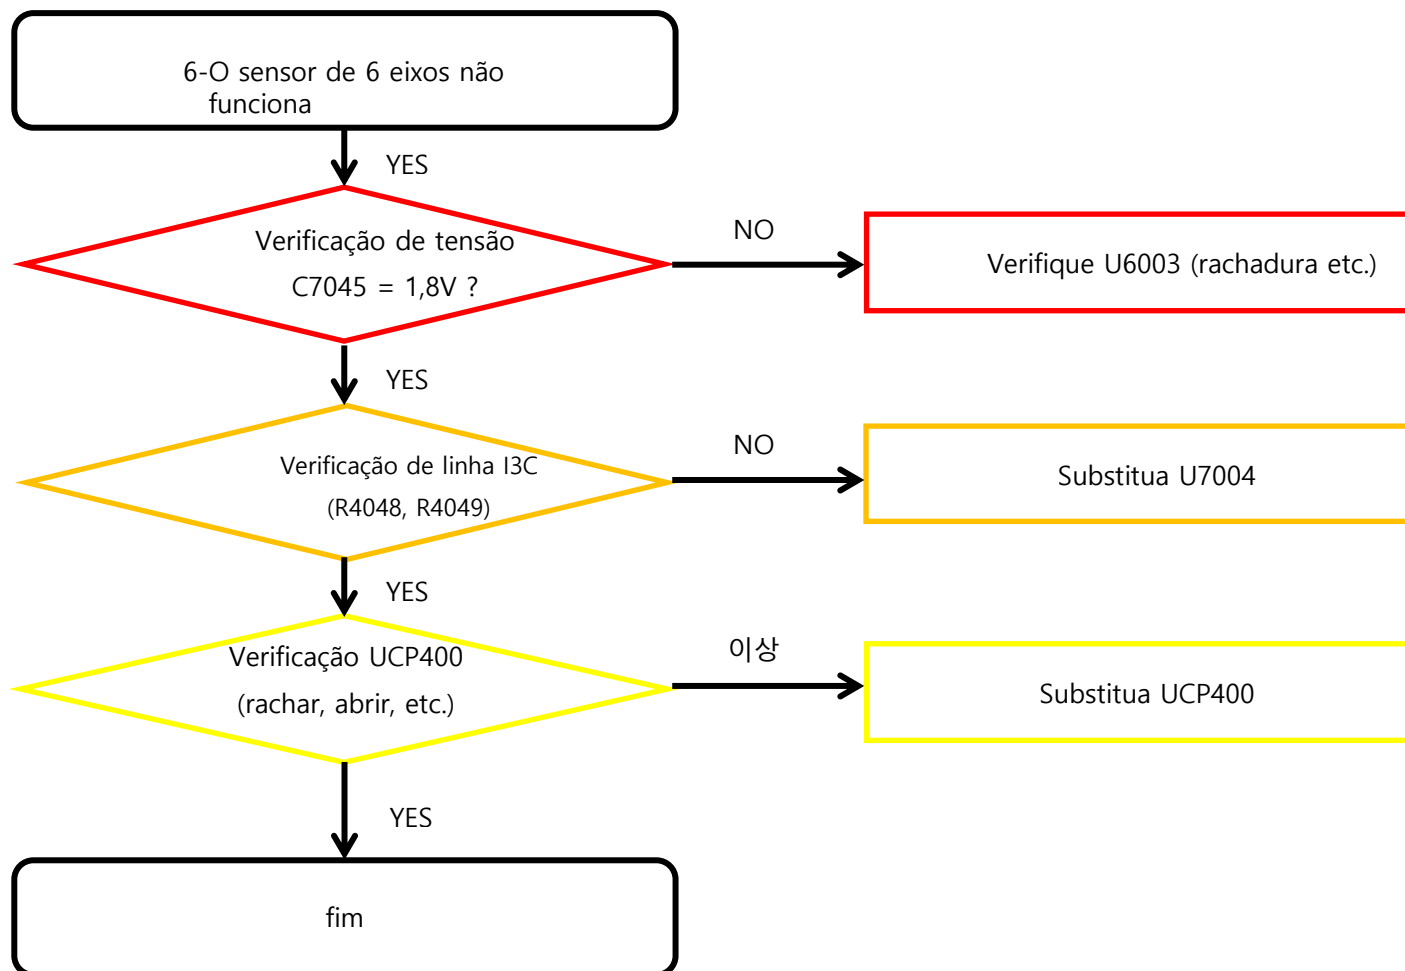 6-O sensor de 6 eixos não
funciona
YES
Verificação de tensão
C7045 = 1,8V ?
NO
Verifique U6003 (rachadura etc.)
YES
Verificação de linha I3C
(R4048, R4049)
NO
Substitua U7004
YES
Verificação UCP400
(rachar, abrir, etc.)
이상
Substitua UCP400
YES
fim